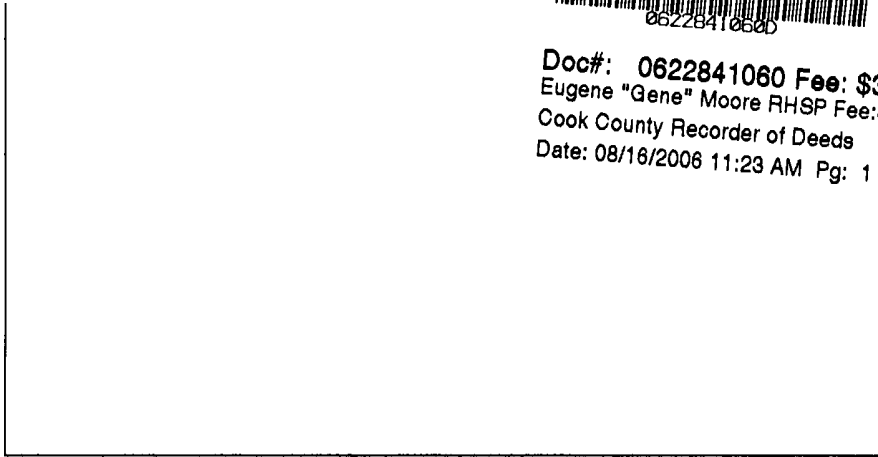 0622841060D
Doc#: 0622841060 Fee: $3
Eugene "Gene" Moore RHSP Fee:
Cook County Recorder of Deeds
Date: 08/16/2006 11:23 AM Pg: 1